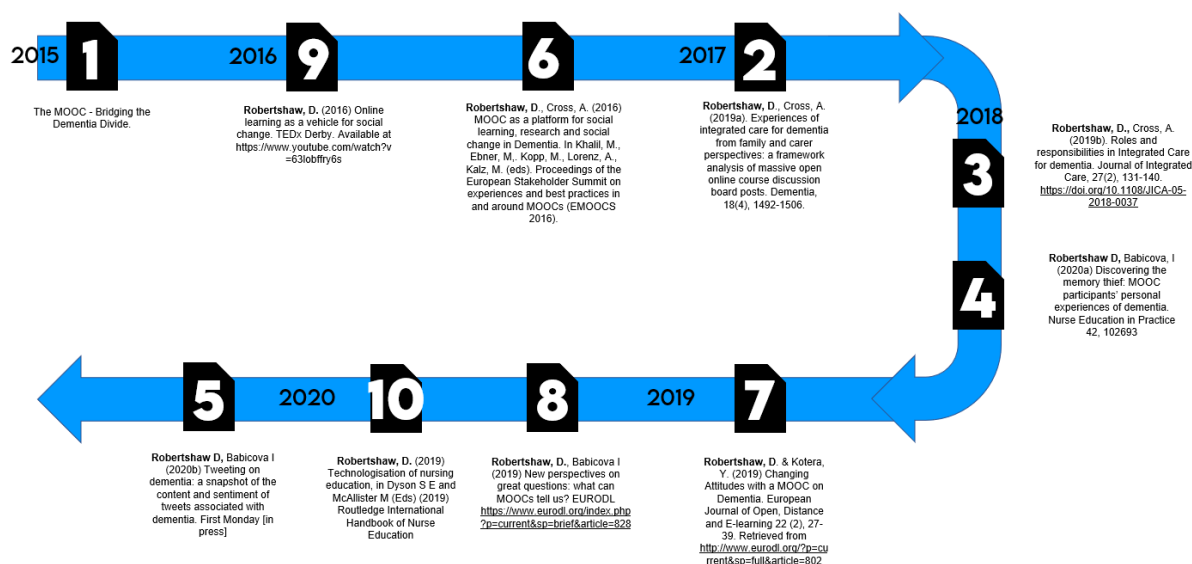 2015
1
The MOOC - Bridging the
Dementia Divide.
2016
9
Robertshaw, D. (2016) Online
learning as a vehicle for social
change. TEDx Derby. Available at
https://www.youtube.com/watch?v
=63lobffry6s
6
Robertshaw, D., Cross, A. (2016)
MOOC as a platform for social
learning, research and social
change in Dementia. In Khalil, M.,
Ebner, M,. Kopp, M., Lorenz, A.,
Kalz, M. (eds). Proceedings of the
European Stakeholder Summit on
experiences and best practices in
and around MOOCs (EMOOCS
2016).
2017
2
Robertshaw, D., Cross, A.
(2019a). Experiences of
integrated care for dementia
from family and carer
perspectives: a framework
analysis of massive open
online course discussion
board posts. Dementia,
18(4), 1492-1506.
2018
3
Robertshaw, D., Cross, A.
(2019b). Roles and
responsibilities in Integrated Care
for dementia. Journal of Integrated
Care, 27(2), 131-140.
https://doi.org/10.1108/JICA-05-
2018-0037
4
Robertshaw D, Babicova, I
(2020a) Discovering the
memory thief: MOOC
participants' personal
experiences of dementia.
Nurse Education in Practice
42, 102693
2019
7
Robertshaw, D. & Kotera,
Y. (2019) Changing
Attitudes with a MOOC on
Dementia. European
Journal of Open, Distance
and E-learning 22 (2), 27-
39. Retrieved from
http://www.eurodl.org/?p=cu
rrent&sp=full&article=802
8
Robertshaw, D., Babicova I
(2019) New perspectives on
great questions: what can
MOOCs tell us? EURODL
https://www.eurodl.org/index.php
?p=current&sp=brief&article=828
2020
10
Robertshaw, D. (2019)
Technologisation of nursing
education, in Dyson S E and
McAllister M (Eds) (2019)
Routledge International
Handbook of Nurse
Education
5
Robertshaw D, Babicova I
(2020b) Tweeting on
dementia: a snapshot of the
content and sentiment of
tweets associated with
dementia. First Monday [in
press]